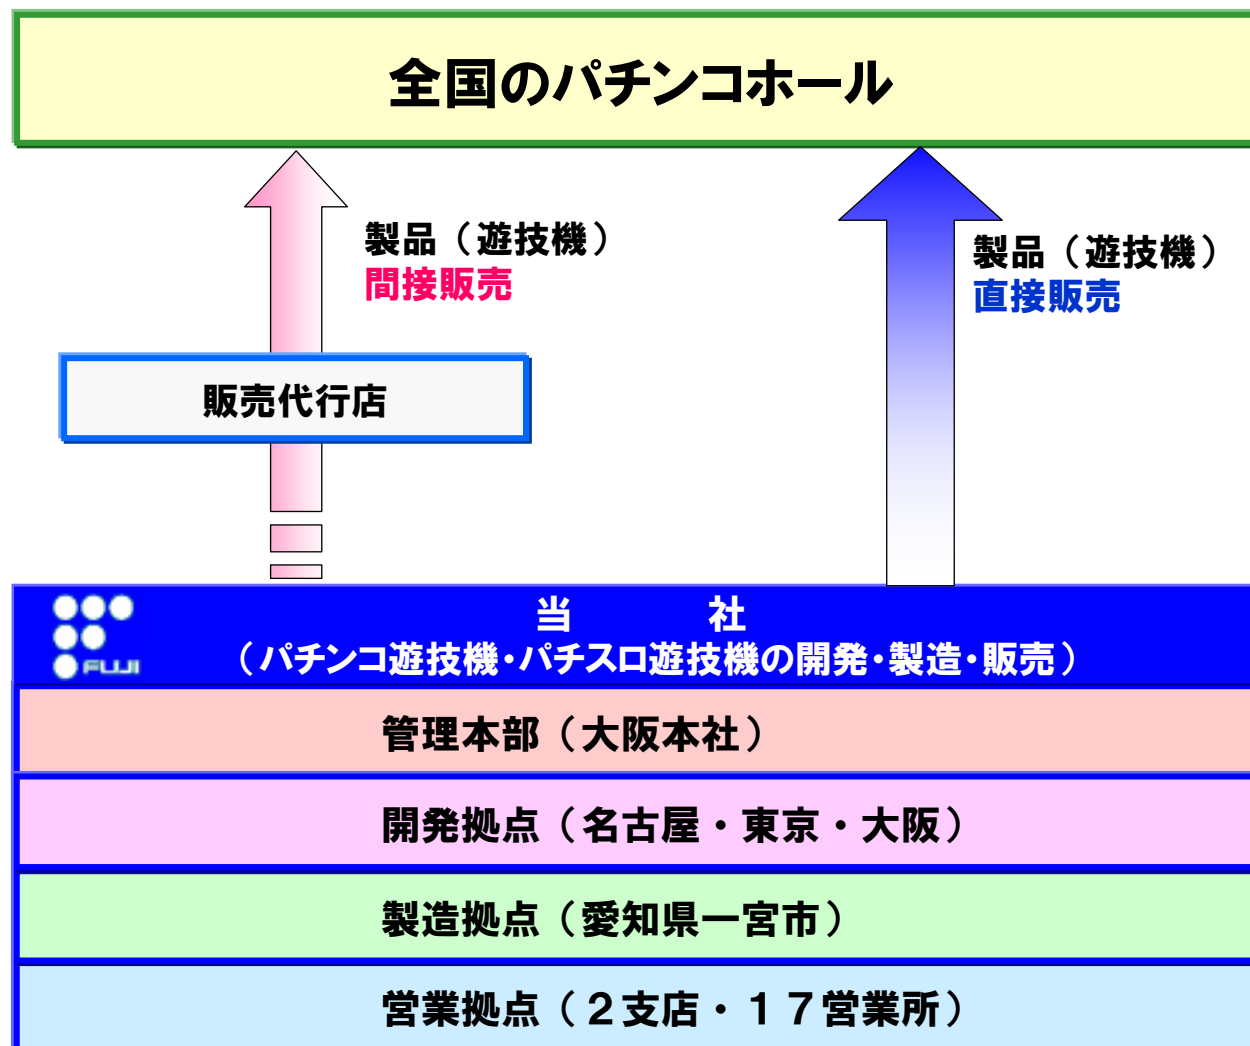 全国のパチンコホール
製品（遊技機）
間接販売
製品（遊技機）
直接販売
販売代行店
当　　社
FUJI
（パチンコ遊技機・パチスロ遊技機の開発・製造・販売）
管理本部（大阪本社）
開発拠点（名古屋・東京・大阪）
製造拠点（愛知県一宮市）
営業拠点（２支店・１７営業所）